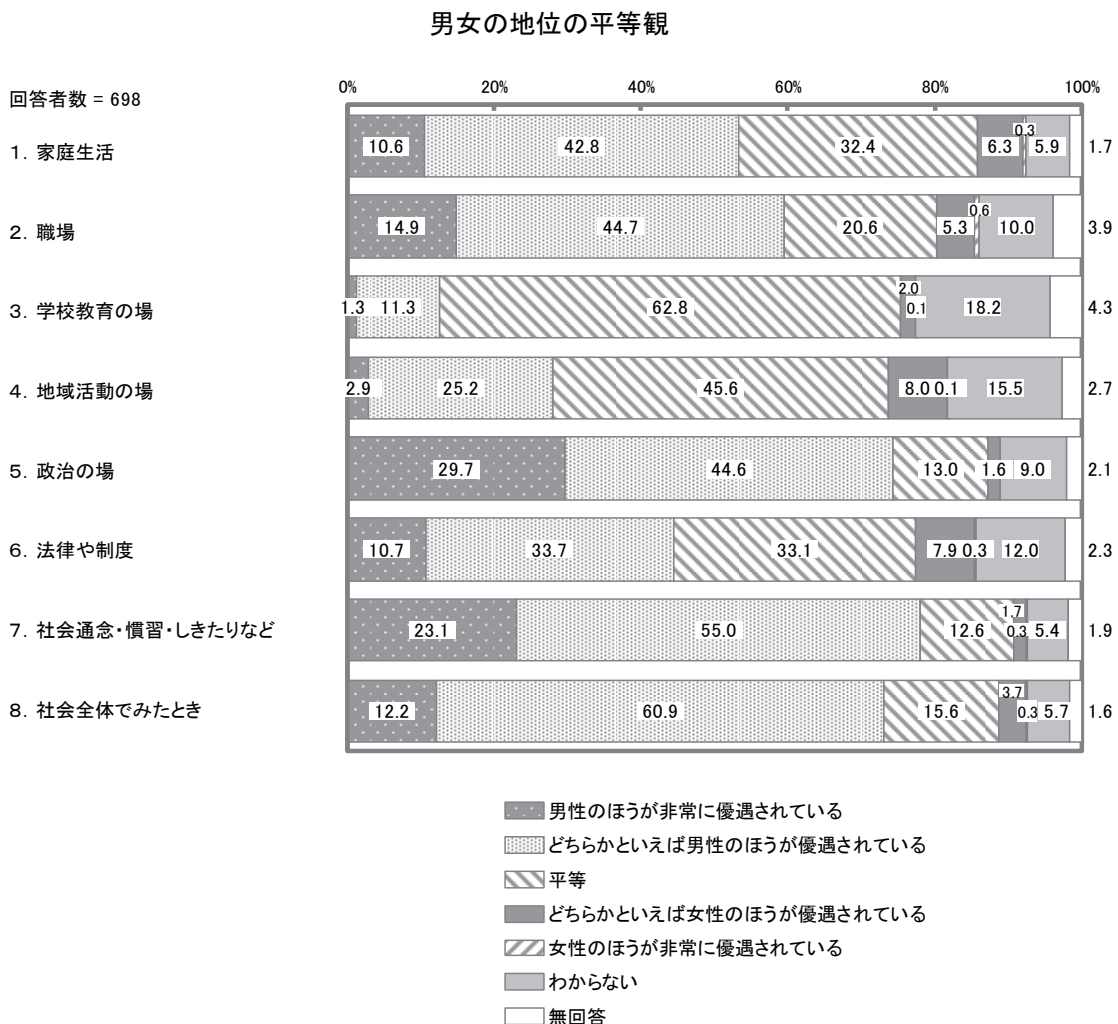 男女の地位の平等観
回答者数 = 698
0% 20% 40% 60% 80% 100%
1．家庭生活 10.6 42.8 32.4 6.3 0.3 5.9 1.7
2．職場 14.9 44.7 20.6 5.3 0.6 10.0 3.9
3．学校教育の場 1.3 11.3 62.8 2.0 0.1 18.2 4.3
4．地域活動の場 2.9 25.2 45.6 8.0 0.1 15.5 2.7
5．政治の場 29.7 44.6 13.0 1.6 9.0 2.1
6．法律や制度 10.7 33.7 33.1 7.9 0.3 12.0 2.3
7．社会通念・慣習・しきたりなど 23.1 55.0 12.6 1.7 0.3 5.4 1.9
8．社会全体でみたとき 12.2 60.9 15.6 3.7 0.3 5.7 1.6
男性のほうが非常に優遇されている
どちらかといえば男性のほうが優遇されている
平等
どちらかといえば女性のほうが優遇されている
女性のほうが非常に優遇されている
わからない
無回答